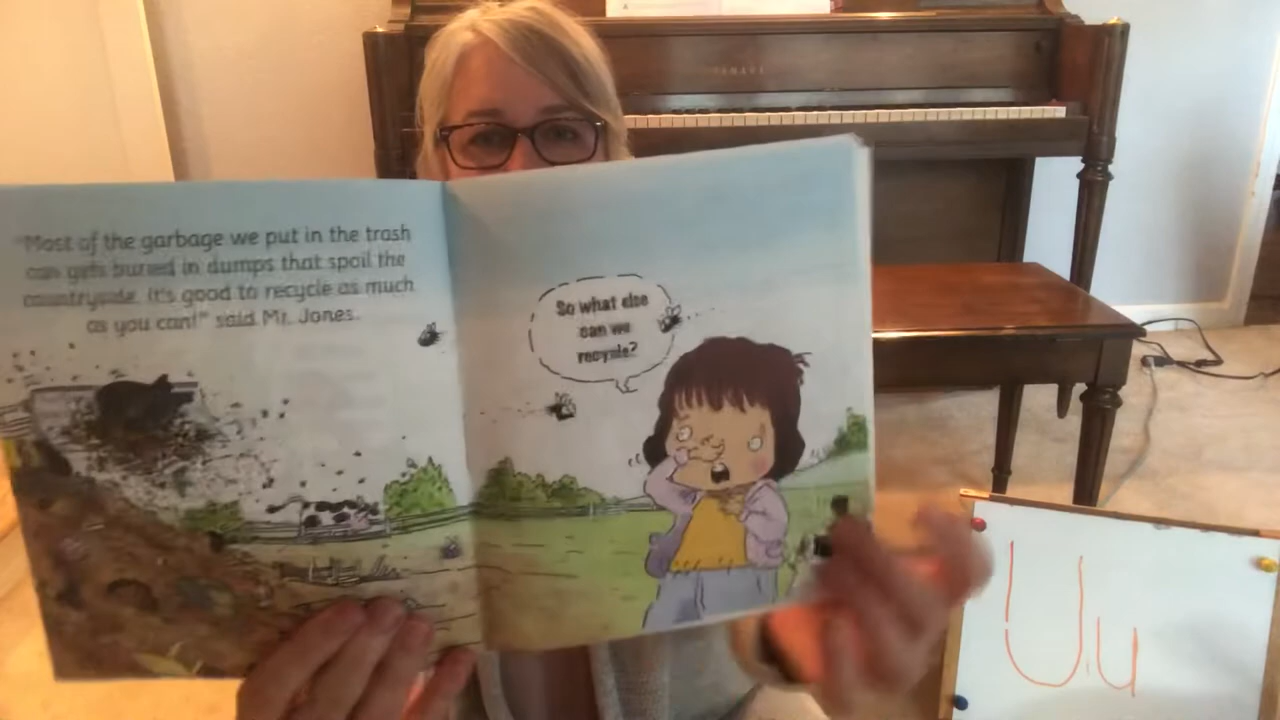 "Most of the garbage we put in the trash
can gets buried in dumps that spoil the
countryside. It's good to recycle as much
as you can!" said Mr. Jones.
So what else
can we
recycle?
YAMAHA
Uu